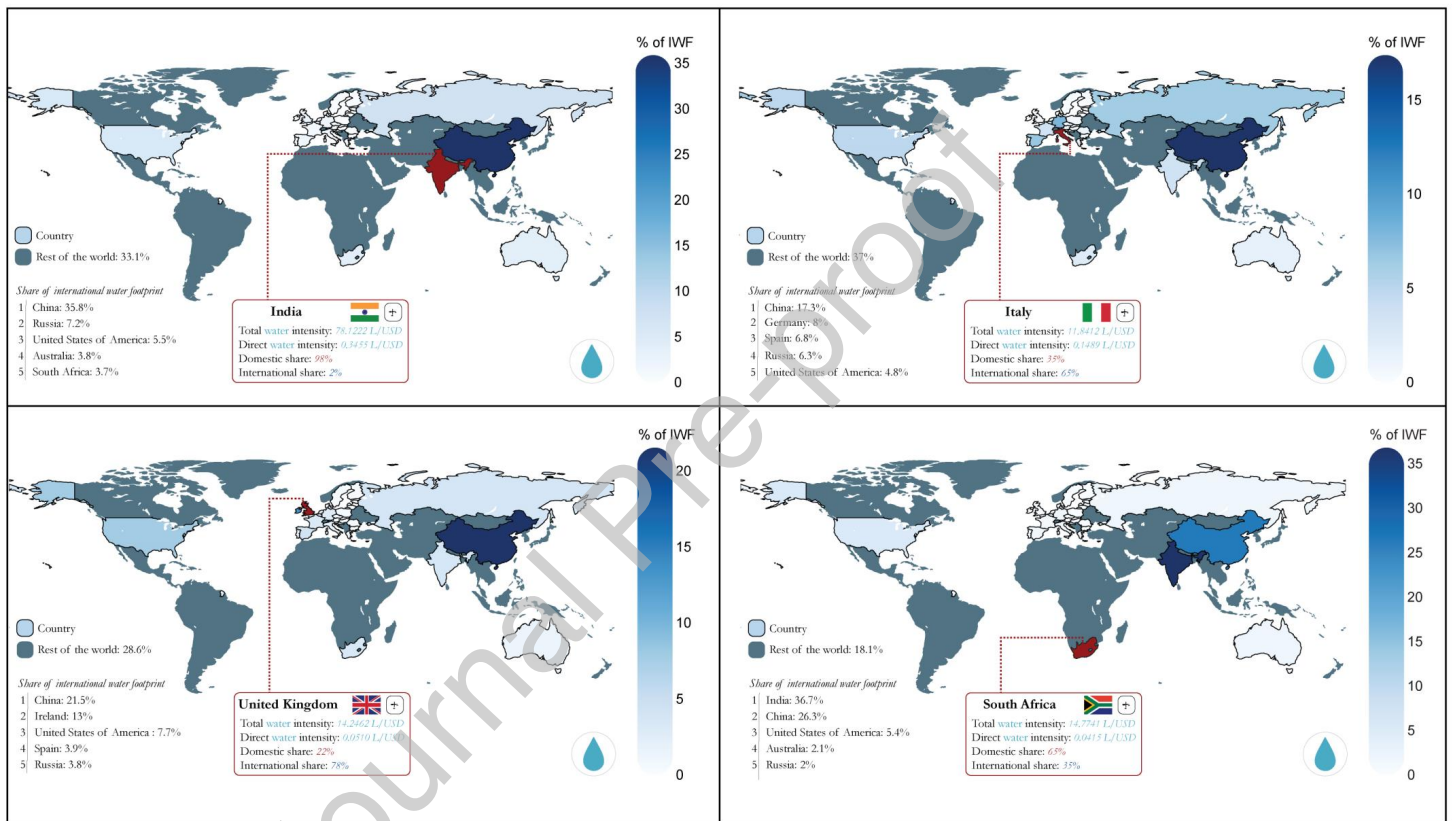 % of IWF
35
30
25
20
15
10
5
0
Country
Rest of the world: 33.1%
Share of international water footprint
1 China: 35.8%
2 Russia: 7.2%
3 United States of America: 5.5%
4 Australia: 3.8%
5 South Africa: 3.7%
India
Total water intensity: 78.1222 L/USD
Direct water intensity: 0.3455 L/USD
Domestic share: 98%
International share: 2%
% of IWF
15
10
5
0
Country
Rest of the world: 37%
Share of international water footprint
1 China: 17.3%
2 Germany: 8%
3 Spain: 6.8%
4 Russia: 6.3%
5 United States of America: 4.8%
Italy
Total water intensity: 11.8412 L/USD
Direct water intensity: 0.1489 L/USD
Domestic share: 35%
International share: 65%
% of IWF
20
15
10
5
0
Country
Rest of the world: 28.6%
Share of international water footprint
1 China: 21.5%
2 Ireland: 13%
3 United States of America : 7.7%
4 Spain: 3.9%
5 Russia: 3.8%
United Kingdom
Total water intensity: 14.2462 L/USD
Direct water intensity: 0.0510 L/USD
Domestic share: 22%
International share: 78%
% of IWF
35
30
25
20
15
10
5
0
Country
Rest of the world: 18.1%
Share of international water footprint
1 India: 36.7%
2 China: 26.3%
3 United States of America: 5.4%
4 Australia: 2.1%
5 Russia: 2%
South Africa
Total water intensity: 14.7741 L/USD
Direct water intensity: 0.0415 L/USD
Domestic share: 65%
International share: 35%
Journal Pre-proof